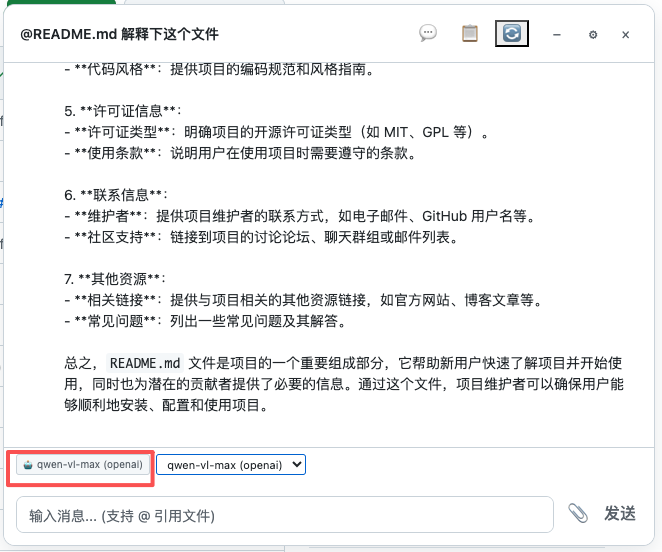 @README.md 解释下这个文件
- **代码风格**：提供项目的编码规范和风格指南。
5. **许可证信息**：
- **许可证类型**：明确项目的开源许可证类型（如 MIT、GPL 等）。
- **使用条款**：说明用户在使用项目时需要遵守的条款。
6. **联系信息**：
- **维护者**：提供项目维护者的联系方式，如电子邮件、GitHub 用户名等。
- **社区支持**：链接到项目的讨论论坛、聊天群组或邮件列表。
7. **其他资源**：
- **相关链接**：提供与项目相关的其他资源链接，如官方网站、博客文章等。
- **常见问题**：列出一些常见问题及其解答。
总之，README.md 文件是项目的一个重要组成部分，它帮助新用户快速了解项目并开始使
用，同时也为潜在的贡献者提供了必要的信息。通过这个文件，项目维护者可以确保用户能
够顺利地安装、配置和使用项目。
qwen-vl-max (openai) qwen-vl-max (openai)
输入消息... (支持 @ 引用文件) 发送